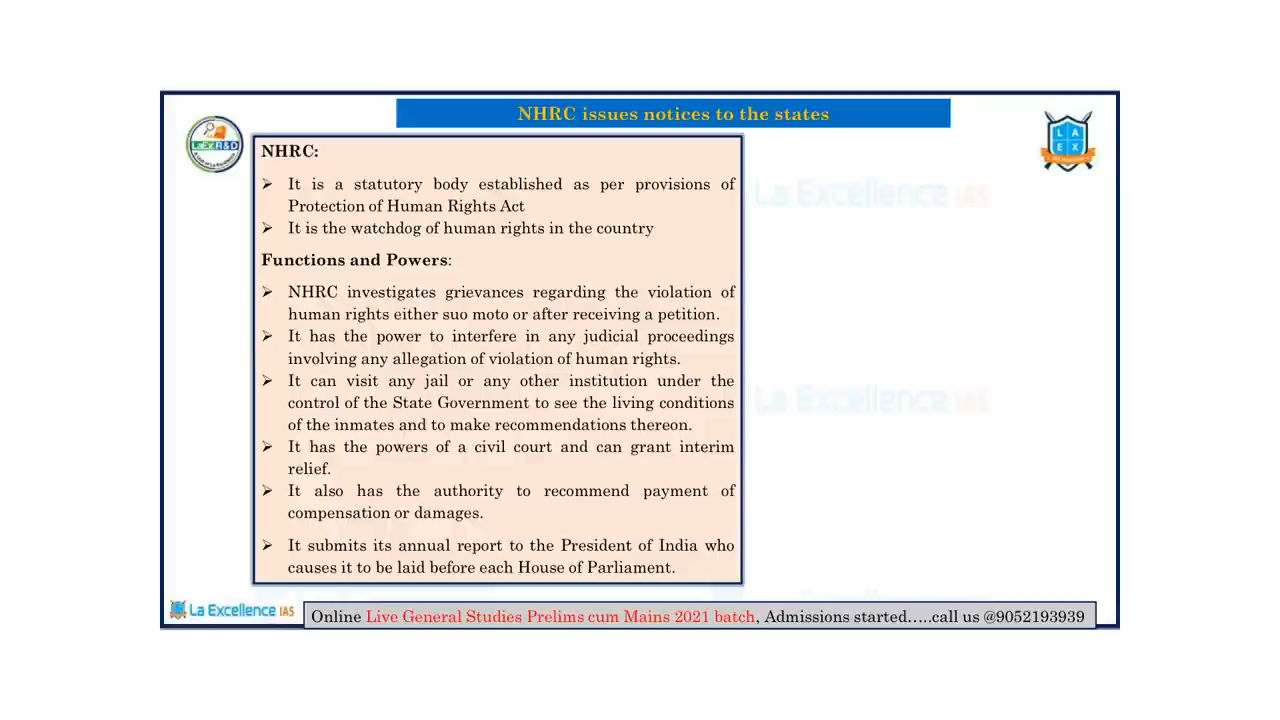 NHRC issues notices to the states
LaEx R&D
L A
E X
NHRC:
➢ It is a statutory body established as per provisions of
Protection of Human Rights Act
➢ It is the watchdog of human rights in the country
Functions and Powers:
➢ NHRC investigates grievances regarding the violation of
human rights either suo moto or after receiving a petition.
➢ It has the power to interfere in any judicial proceedings
involving any allegation of violation of human rights.
➢ It can visit any jail or any other institution under the
control of the State Government to see the living conditions
of the inmates and to make recommendations thereon.
➢ It has the powers of a civil court and can grant interim
relief.
➢ It also has the authority to recommend payment of
compensation or damages.
➢ It submits its annual report to the President of India who
causes it to be laid before each House of Parliament.
La Excellence IAS
La Excellence IAS
La Excellence IAS
Online Live General Studies Prelims cum Mains 2021 batch, Admissions started…..call us @9052193939